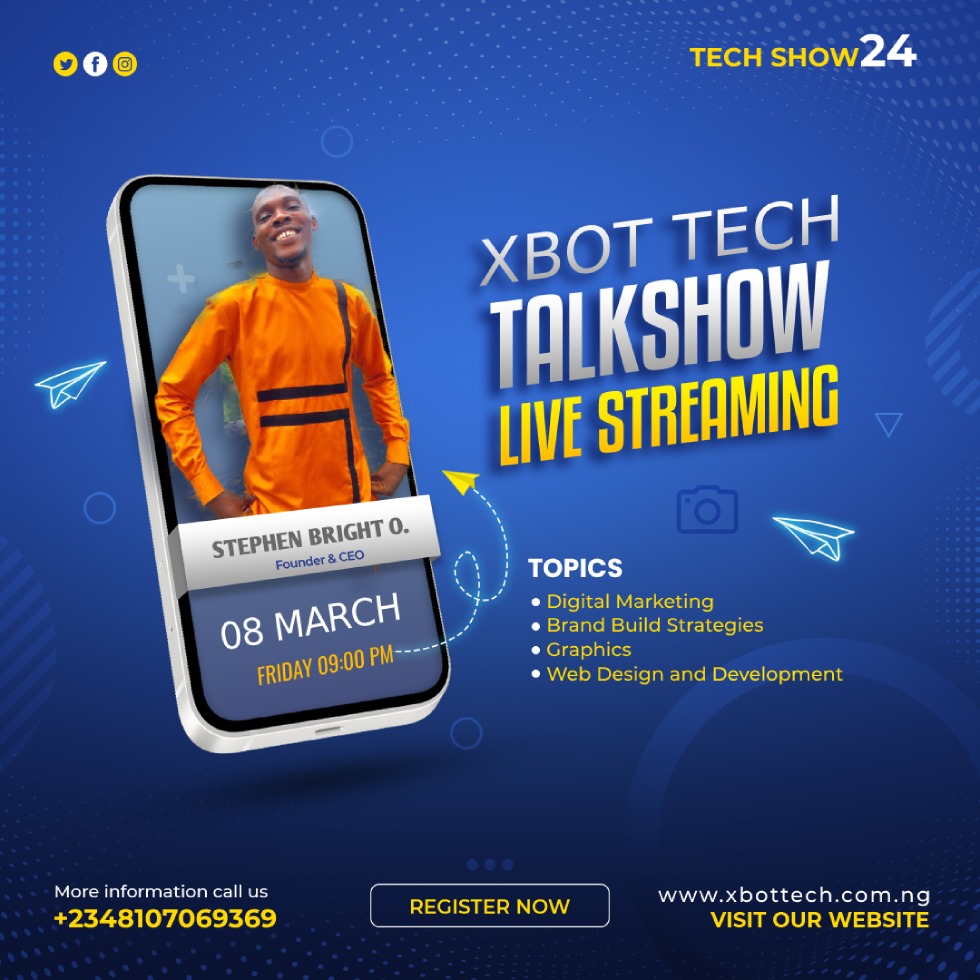 TECH SHOW24
XBOT TECH
TALKSHOW
LIVE STREAMING
STEPHEN BRIGHT O.
Founder & CEO
08 MARCH
FRIDAY 09:00 PM
TOPICS
• Digital Marketing
• Brand Build Strategies
• Graphics
• Web Design and Development
More information call us
+2348107069369
REGISTER NOW
www.xbottech.com.ng
VISIT OUR WEBSITE